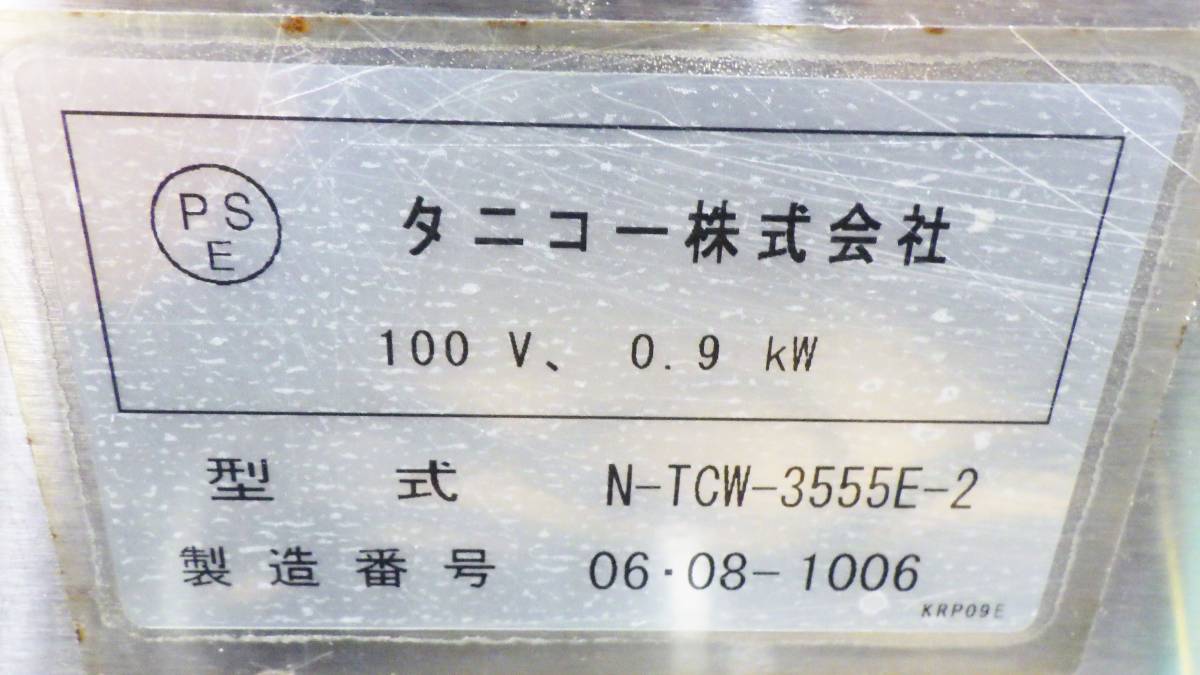 PS
E
タニコー株式会社
100 V、 0.9 kW
型 式 N-TCW-3555E-2
製造番号 06・08-1006
KRP09E